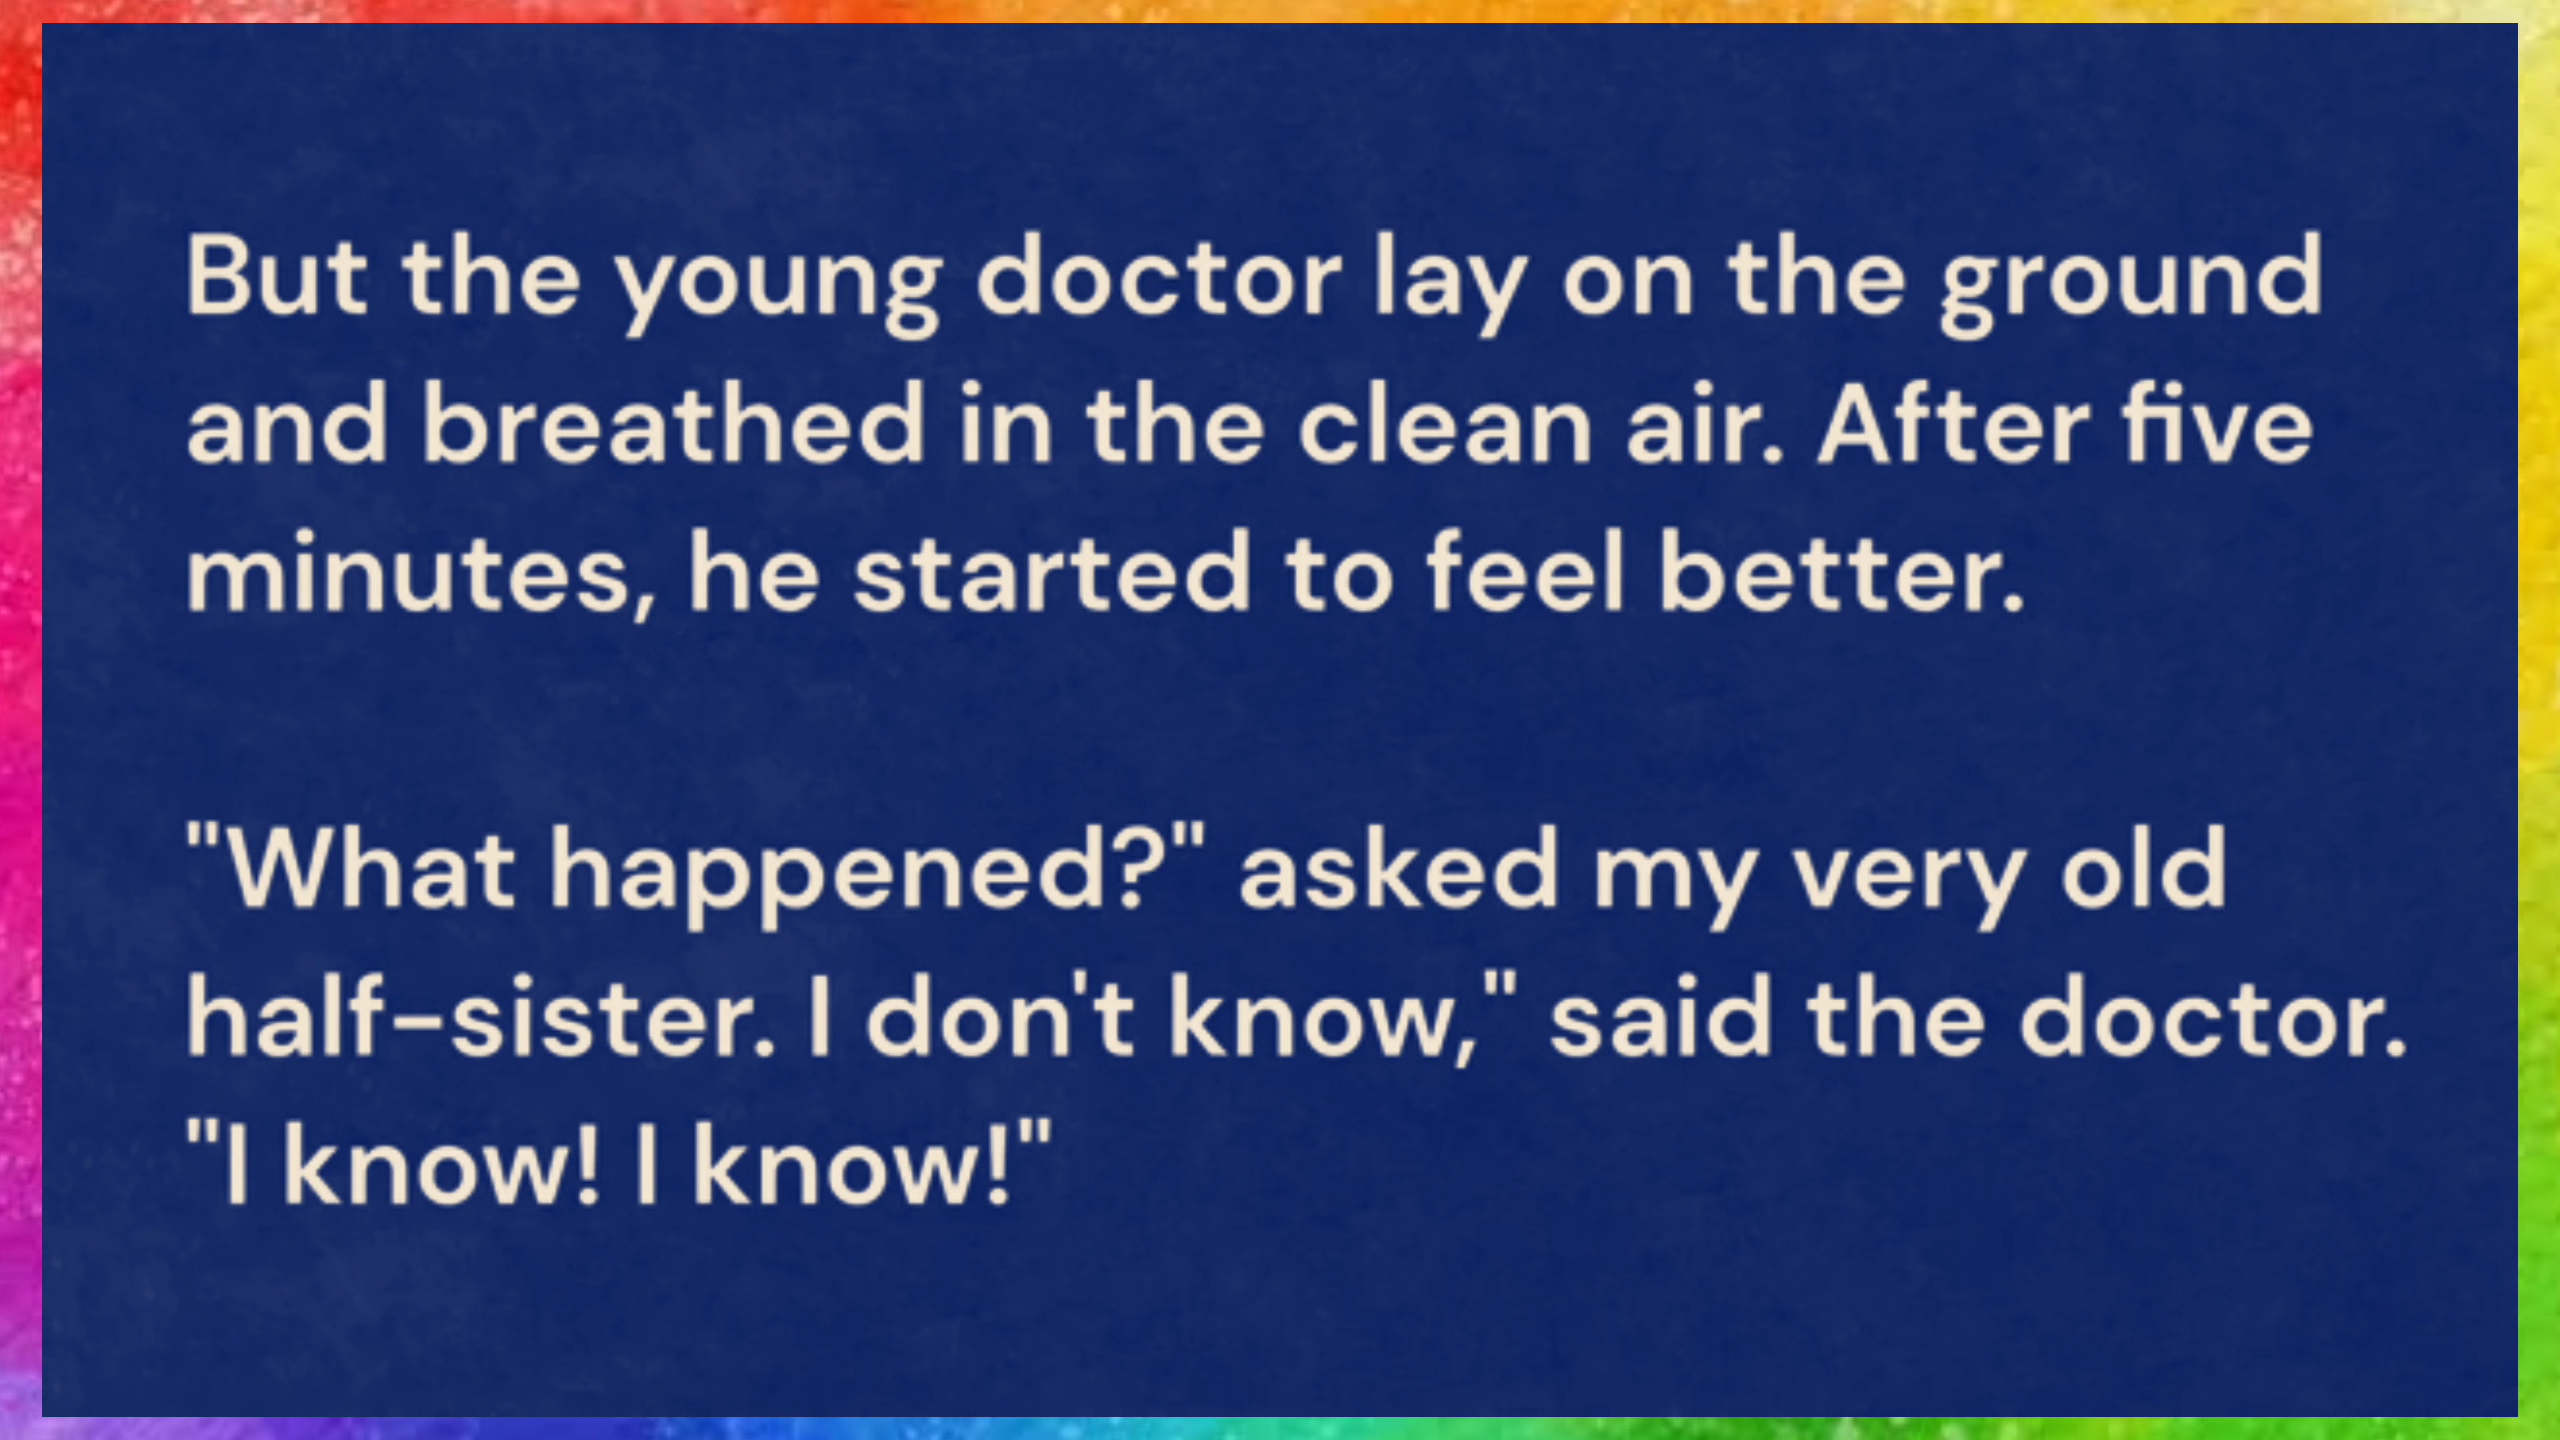 But the young doctor lay on the ground
and breathed in the clean air. After five
minutes, he started to feel better.
"What happened?" asked my very old
half-sister. I don't know," said the doctor.
"I know! I know!"